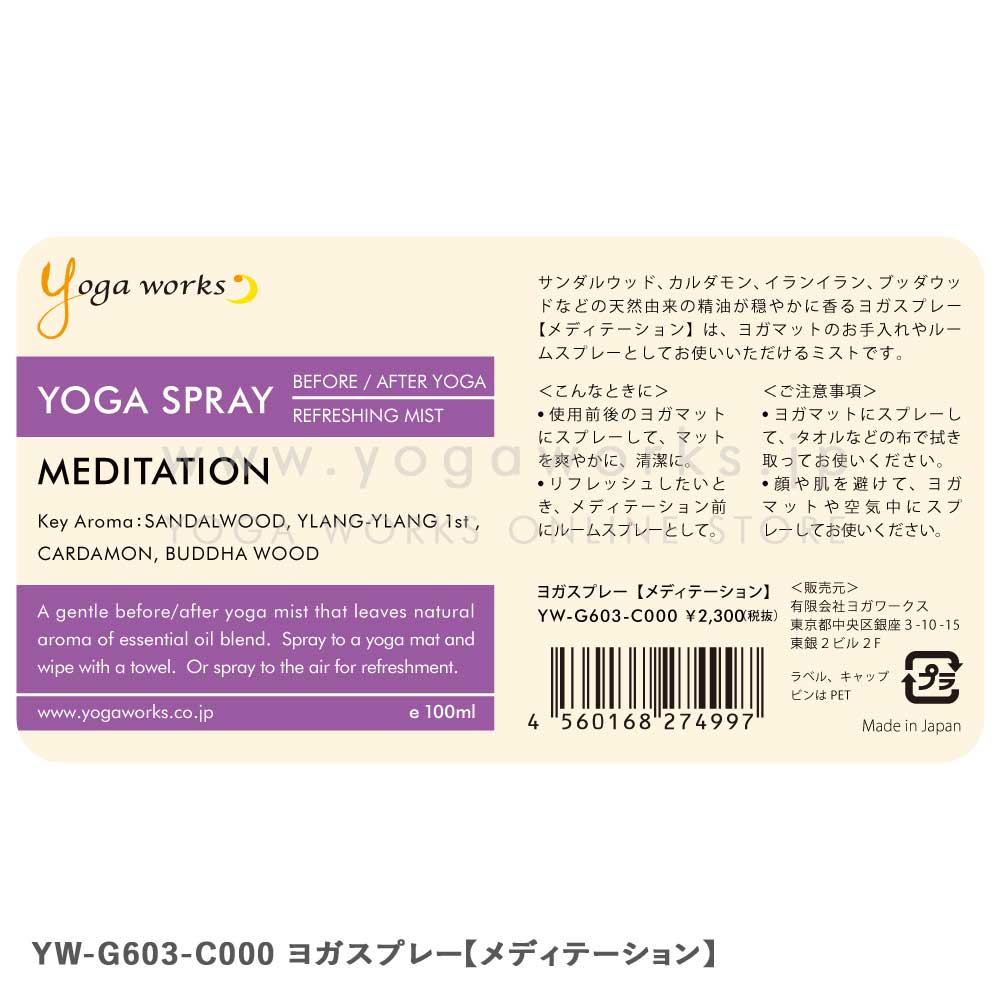 Yoga works
YOGA SPRAY
BEFORE / AFTER YOGA
REFRESHING MIST
MEDITATION
Key Aroma：SANDALWOOD, YLANG-YLANG 1st ,
CARDAMON, BUDDHA WOOD
A gentle before/after yoga mist that leaves natural
aroma of essential oil blend.  Spray to a yoga mat and
wipe with a towel.  Or spray to the air for refreshment.
www.yogaworks.co.jp
e 100ml
サンダルウッド、カルダモン、イランイラン、ブッダウッ
ドなどの天然由来の精油が穏やかに香るヨガスプレー
【メディテーション】は、ヨガマットのお手入れやルー
ムスプレーとしてお使いいただけるミストです。
＜こんなときに＞
•使用前後のヨガマット
にスプレーして、マット
を爽やかに、清潔に。
•リフレッシュしたいと
き、メディテーション前
にルームスプレーとして。
＜ご注意事項＞
•ヨガマットにスプレーし
て、タオルなどの布で拭き
取ってお使いください。
•顔や肌を避けて、ヨガ
マットや空気中にスプ
レーしてお使いください。
ヨガスプレー【メディテーション】
YW-G603-C000 ¥2,300(税抜)
4 560168 274997
＜販売元＞
有限会社ヨガワークス
東京都中央区銀座３-10-15
東銀２ビル２F
ラベル、キャップ
ビンは PET
プラ
Made in Japan
www.yogaworks.jp
YOGA WORKS ONLINE STORE
YW-G603-C000 ヨガスプレー【メディテーション】